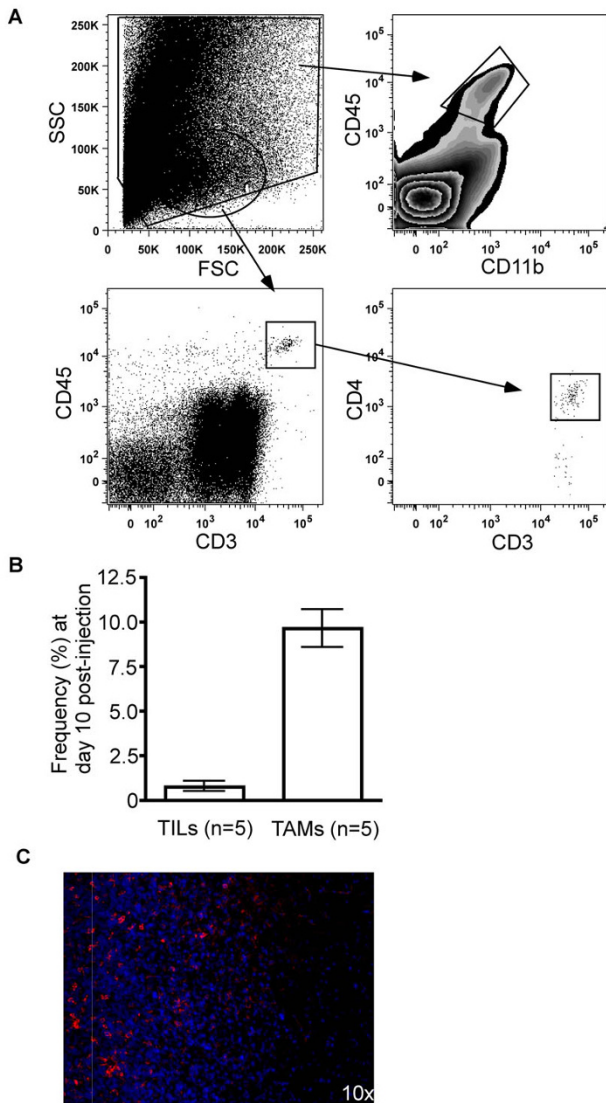 A
SSC
250K
200K
150K
100K
50K
0
0 50K 100K 150K 200K 250K
FSC
CD45
10^5
10^4
10^3
10^2
0
0 10^2 10^3 10^4 10^5
CD11b
CD45
10^5
10^4
10^3
10^2
0
0 10^2 10^3 10^4 10^5
CD3
CD4
10^5
10^4
10^3
10^2
0
0 10^2 10^3 10^4 10^5
CD3
B
Frequency (%) at
day 10 post-injection
12.5
10.0
7.5
5.0
2.5
0
TILs (n=5) TAMs (n=5)
C
10x